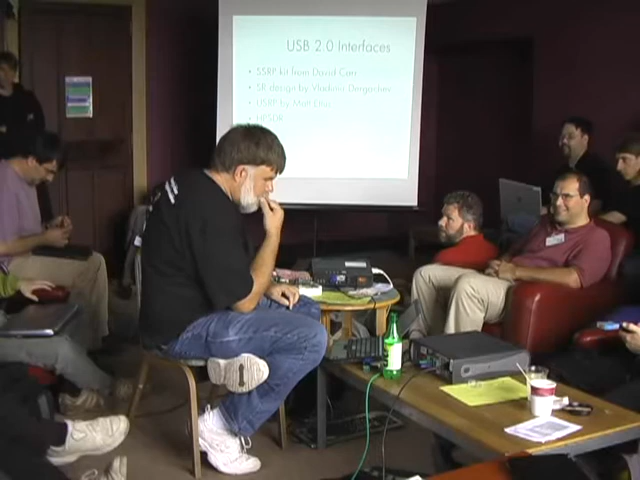 USB 2.0 Interfaces
• SSRP kit from David Carr
• SR design by Vladimir Dergachev
• USRP by Matt Ettus
• HPSDR